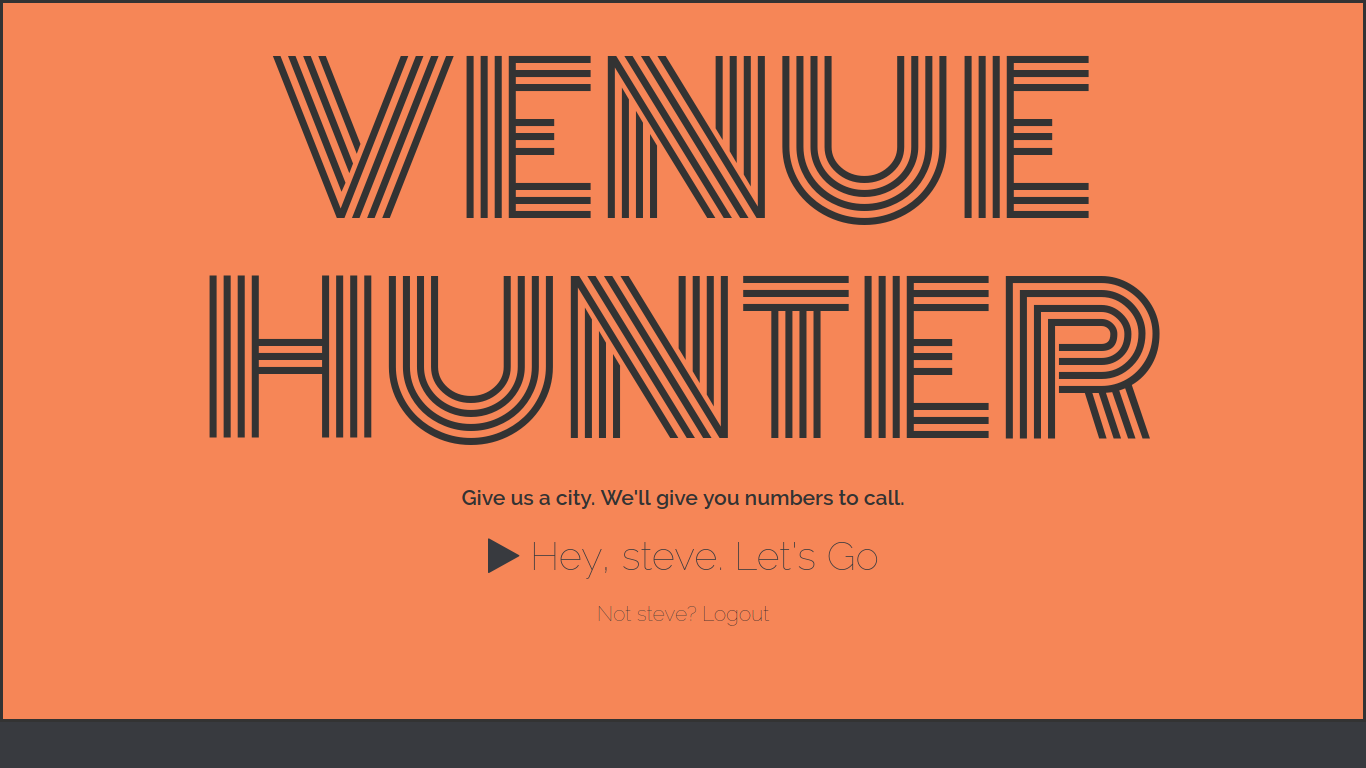 VENUE
HUNTER
Give us a city. We'll give you numbers to call.
Hey, steve. Let's Go
Not steve? Logout